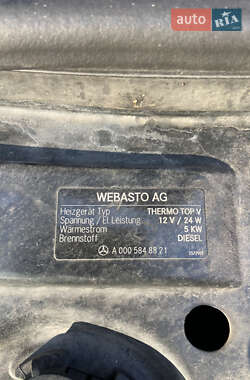 auto RIA
WEBASTO AG
Heizgerät Typ THERMO TOP V
Spannung / El.Leistung 12 V / 24 W
Wärmestrom 5 KW
Brennstoff DIESEL
A 000 584 88 21